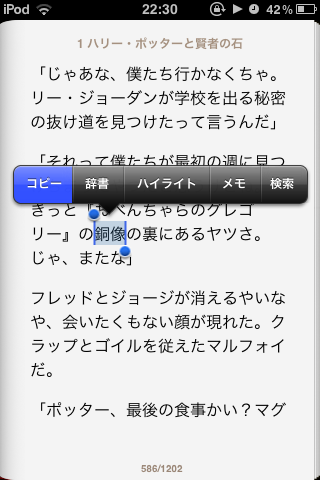 iPod 22:30 42%
1 ハリー・ポッターと賢者の石
「じゃあな、僕たち行かなくちゃ。
リー・ジョーダンが学校を出る秘密
の抜け道を見つけたって言うんだ」
「それって僕たちが最初の週に見つ
コピー 辞書 ハイライト メモ 検索
きっと『おべんちゃらのグレゴ
リー』の銅像の裏にあるヤツさ。
じゃ、またな」
フレッドとジョージが消えるやいな
や、会いたくもない顔が現れた。ク
ラップとゴイルを従えたマルフォイ
だ。
「ポッター、最後の食事かい？マグ
586/1202